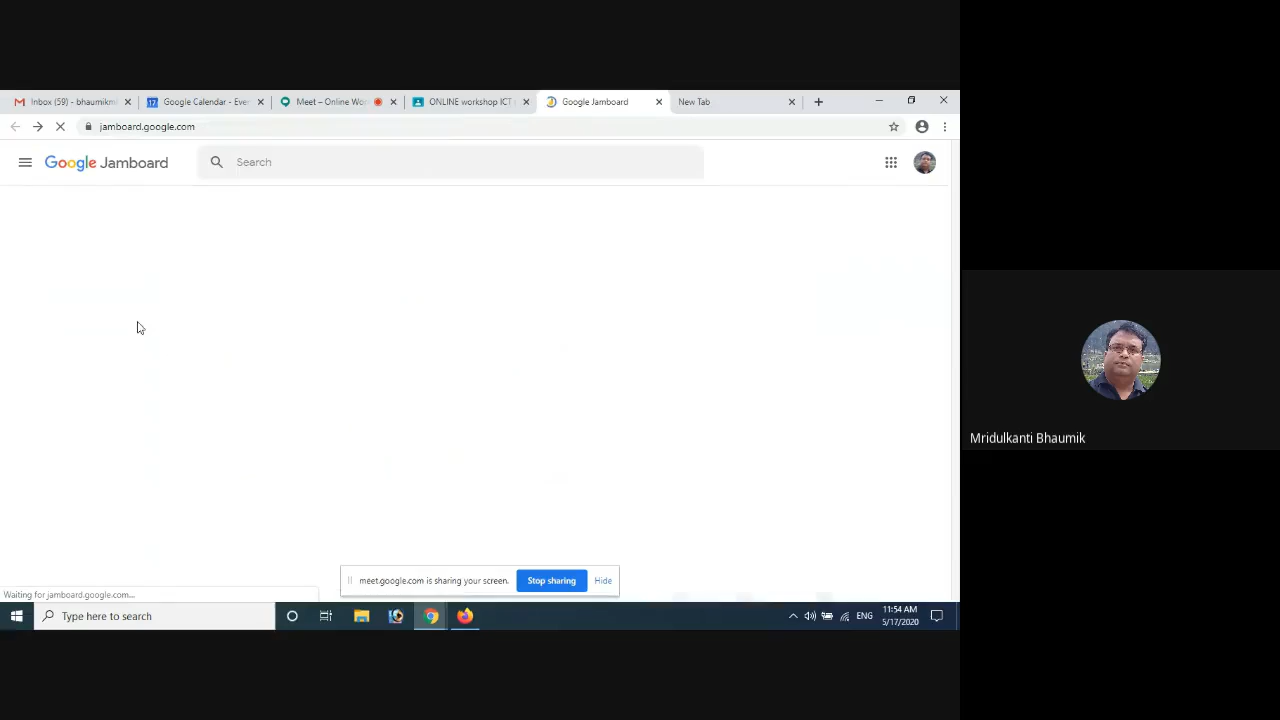 Inbox (59) - bhaumikmi
Google Calendar - Eve
Meet – Online Wo
ONLINE workshop ICT
Google Jamboard
New Tab
jamboard.google.com
Google Jamboard
Search
Mridulkanti Bhaumik
meet.google.com is sharing your screen.
Stop sharing
Hide
Waiting for jamboard.google.com...
Type here to search
ENG
11:54 AM
5/17/2020